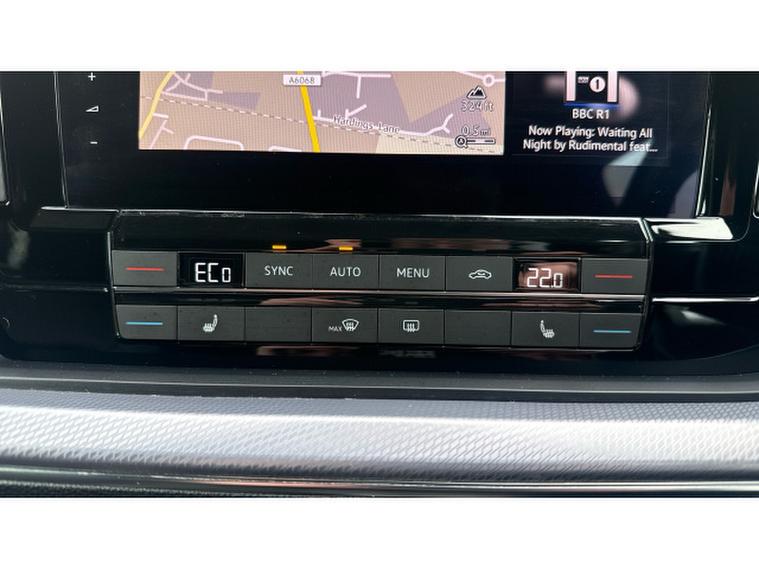 +
A6068
1
324 ft
Hardings Lane
BBC R1
-
0.5 mi
Now Playing: Waiting All
Night by Rudimental feat...
ECO SYNC AUTO MENU 22.0
MAX